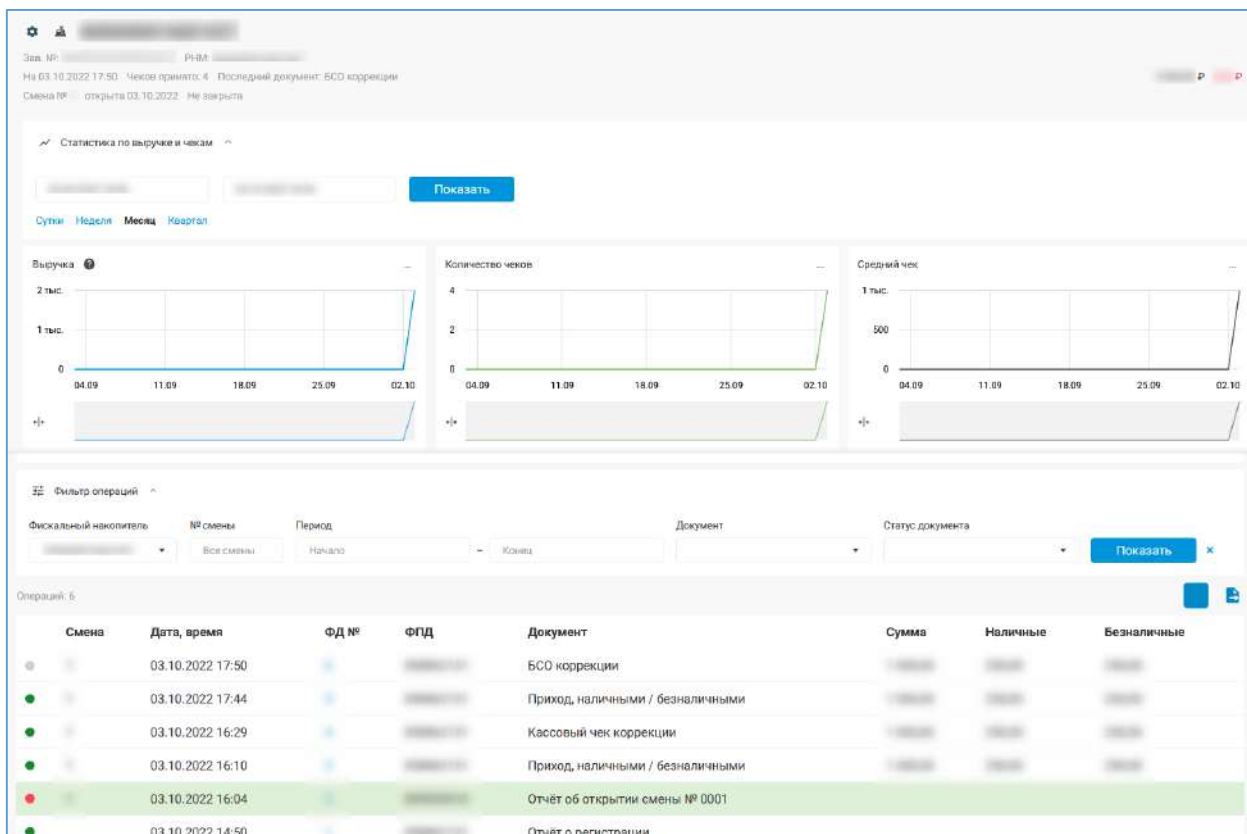 Зав. №: РНМ:
На 03.10.2022 17:50 Чеков принято: 4 Последний документ: БСО коррекции
₽ ₽
Смена № открыта 03.10.2022 Не закрыта
Статистика по выручке и чекам
Показать
Сутки Неделя Месяц Квартал
Выручка ? ...
2 тыс.
1 тыс.
0
04.09 11.09 18.09 25.09 02.10
Количество чеков ...
4
2
0
04.09 11.09 18.09 25.09 02.10
Средний чек ...
1 тыс.
500
0
04.09 11.09 18.09 25.09 02.10
Фильтр операций
Фискальный накопитель № смены Период Документ Статус документа
Все смены Начало – Конец Показать ×
Операций: 6
Смена Дата, время ФД № ФПД Документ Сумма Наличные Безналичные
03.10.2022 17:50 БСО коррекции
03.10.2022 17:44 Приход, наличными / безналичными
03.10.2022 16:29 Кассовый чек коррекции
03.10.2022 16:10 Приход, наличными / безналичными
03.10.2022 16:04 Отчёт об открытии смены № 0001
03.10.2022 14:50 Отчёт о регистрации